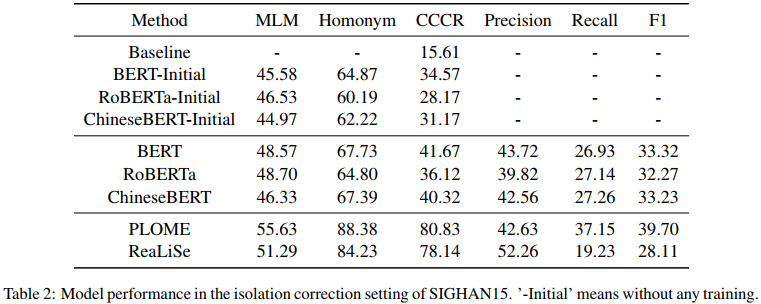 Method MLM Homonym CCCR Precision Recall F1
Baseline - - 15.61 - - -
BERT-Initial 45.58 64.87 34.57 - - -
RoBERTa-Initial 46.53 60.19 28.17 - - -
ChineseBERT-Initial 44.97 62.22 31.17 - - -
BERT 48.57 67.73 41.67 43.72 26.93 33.32
RoBERTa 48.70 64.80 36.12 39.82 27.14 32.27
ChineseBERT 46.33 67.39 40.32 42.56 27.26 33.23
PLOME 55.63 88.38 80.83 42.63 37.15 39.70
ReaLiSe 51.29 84.23 78.14 52.26 19.23 28.11
Table 2: Model performance in the isolation correction setting of SIGHAN15. '-Initial' means without any training.